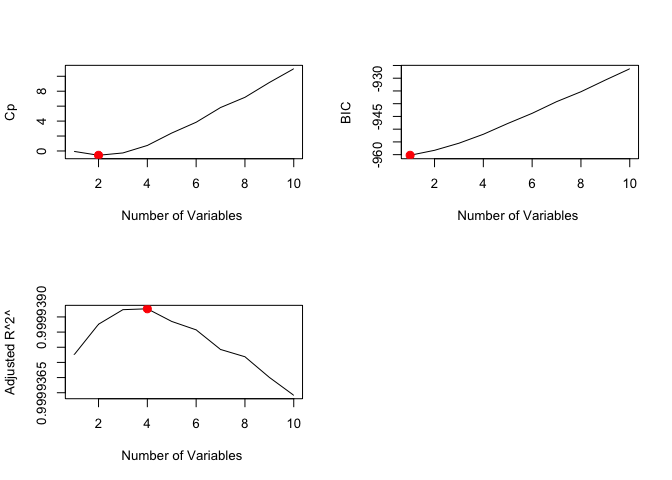 Cp
8
4
0
2 4 6 8 10
Number of Variables
BIC
-930
-945
-960
2 4 6 8 10
Number of Variables
Adjusted R^2^
0.9999390
0.9999365
2 4 6 8 10
Number of Variables